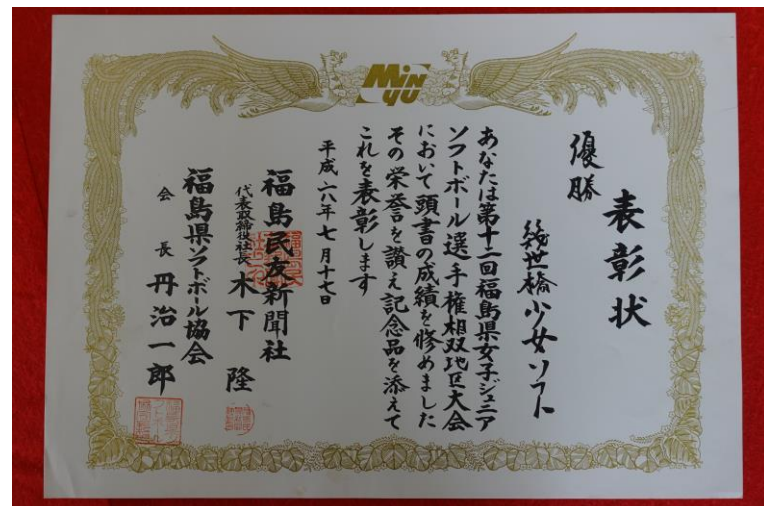 MiNYU
表彰状
優勝
幾世橋少女ソフト
あなたは第十二回福島県女子ジュニア
ソフトボール選手権相双地区大会
において頭書の成績を修めました
その栄誉を讃え記念品を添えて
これを表彰します
平成六年七月十七日
福島民友新聞社
代表取締役社長 木下 隆
福島県ソフトボール協会
会長 丹治一郎